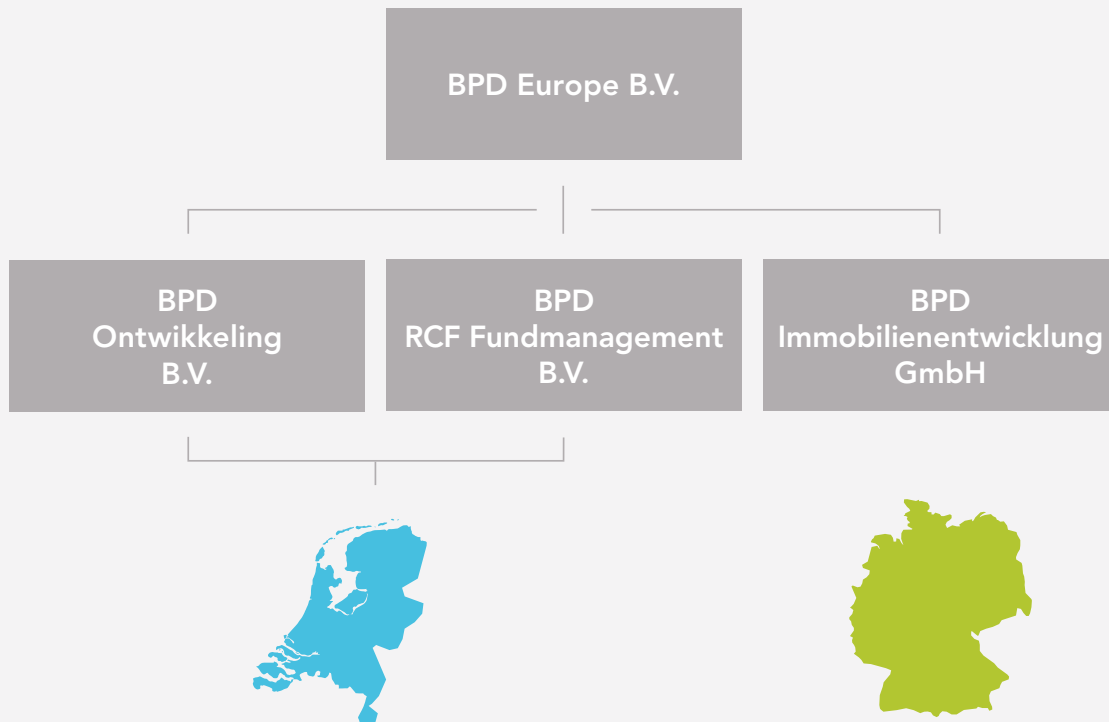 BPD Europe B.V.
BPD
Ontwikkeling
B.V.
BPD
RCF Fundmanagement
B.V.
BPD
Immobilienentwicklung
GmbH